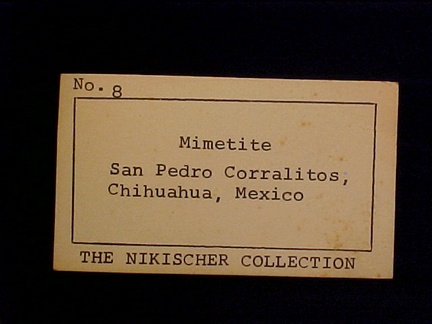 No. 8
Mimetite
San Pedro Corralitos,
Chihuahua, Mexico
THE NIKISCHER COLLECTION